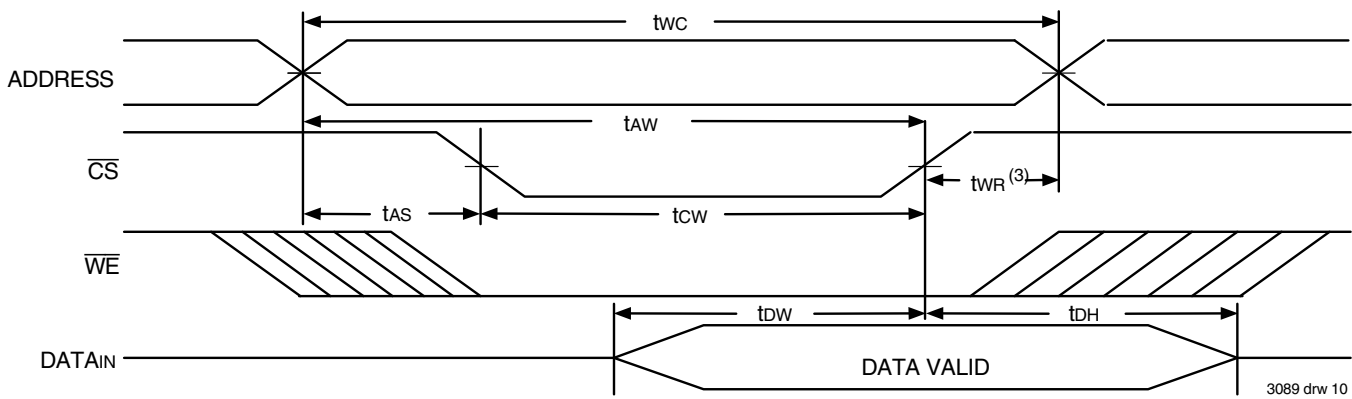 tWC
ADDRESS
tAW
CS
tWR (3)
tAS
tCW
WE
tDW
tDH
DATAIN
DATA VALID
3089 drw 10